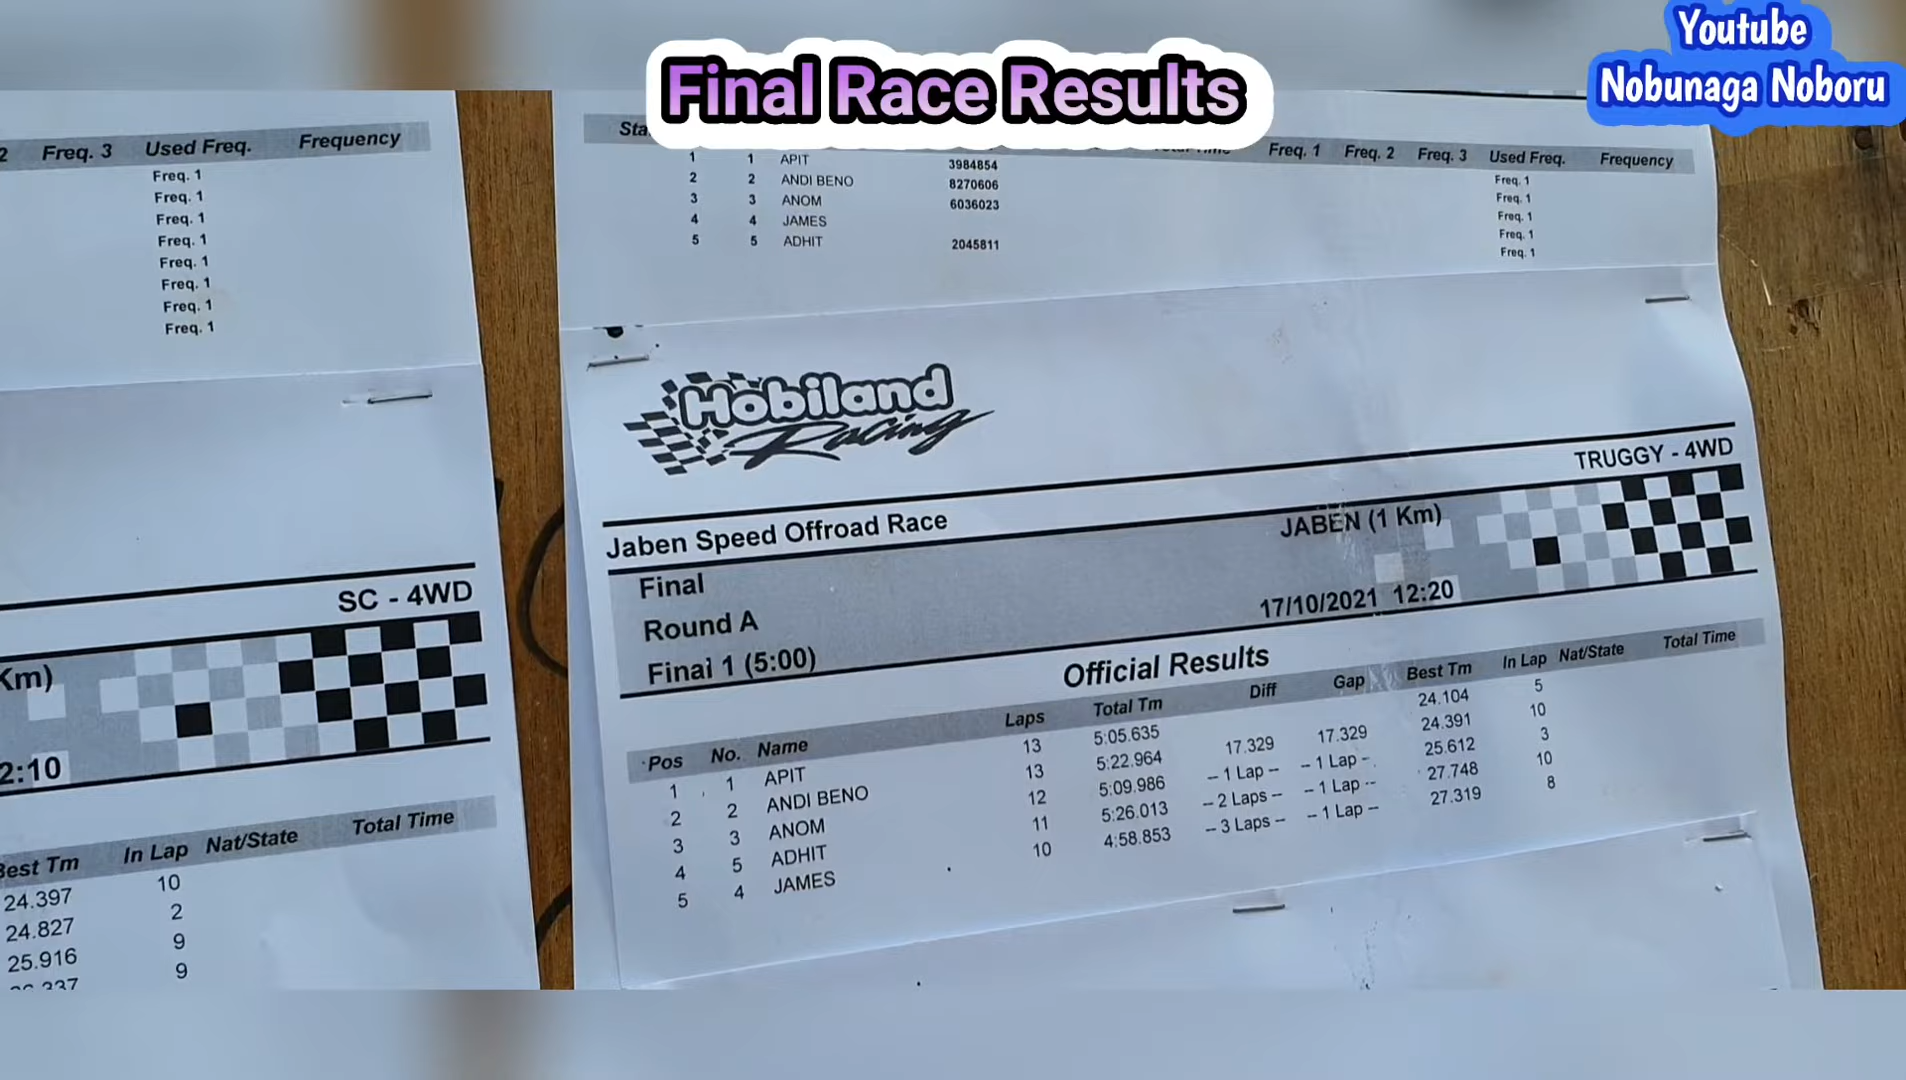 Final Race Results
Youtube
Nobunaga Noboru
2 Freq. 3 Used Freq. Frequency
Freq. 1
Freq. 1
Freq. 1
Freq. 1
Freq. 1
Freq. 1
Freq. 1
Freq. 1
SC - 4WD
Km)
2:10
Best Tm In Lap Nat/State Total Time
24.397 10
24.827 2
25.916 9
9
Freq. 1 Freq. 2 Freq. 3 Used Freq. Frequency
1 1 APIT 3984854 Freq. 1
2 2 ANDI BENO 8270606 Freq. 1
3 3 ANOM 6036023 Freq. 1
4 4 JAMES Freq. 1
5 5 ADHIT 2045811 Freq. 1
Hobiland
Racing
TRUGGY - 4WD
Jaben Speed Offroad Race JABEN (1 Km)
Final
Round A 17/10/2021 12:20
Final 1 (5:00)
Official Results
Pos No. Name Laps Total Tm Diff Gap Best Tm In Lap Nat/State Total Time
1 1 APIT 13 5:05.635 24.104 5
2 2 ANDI BENO 13 5:22.964 17.329 17.329 24.391 10
3 3 ANOM 12 5:09.986 -- 1 Lap -- -- 1 Lap -- 25.612 3
4 5 ADHIT 11 5:26.013 -- 2 Laps -- -- 1 Lap -- 27.748 10
5 4 JAMES 10 4:58.853 -- 3 Laps -- -- 1 Lap -- 27.319 8